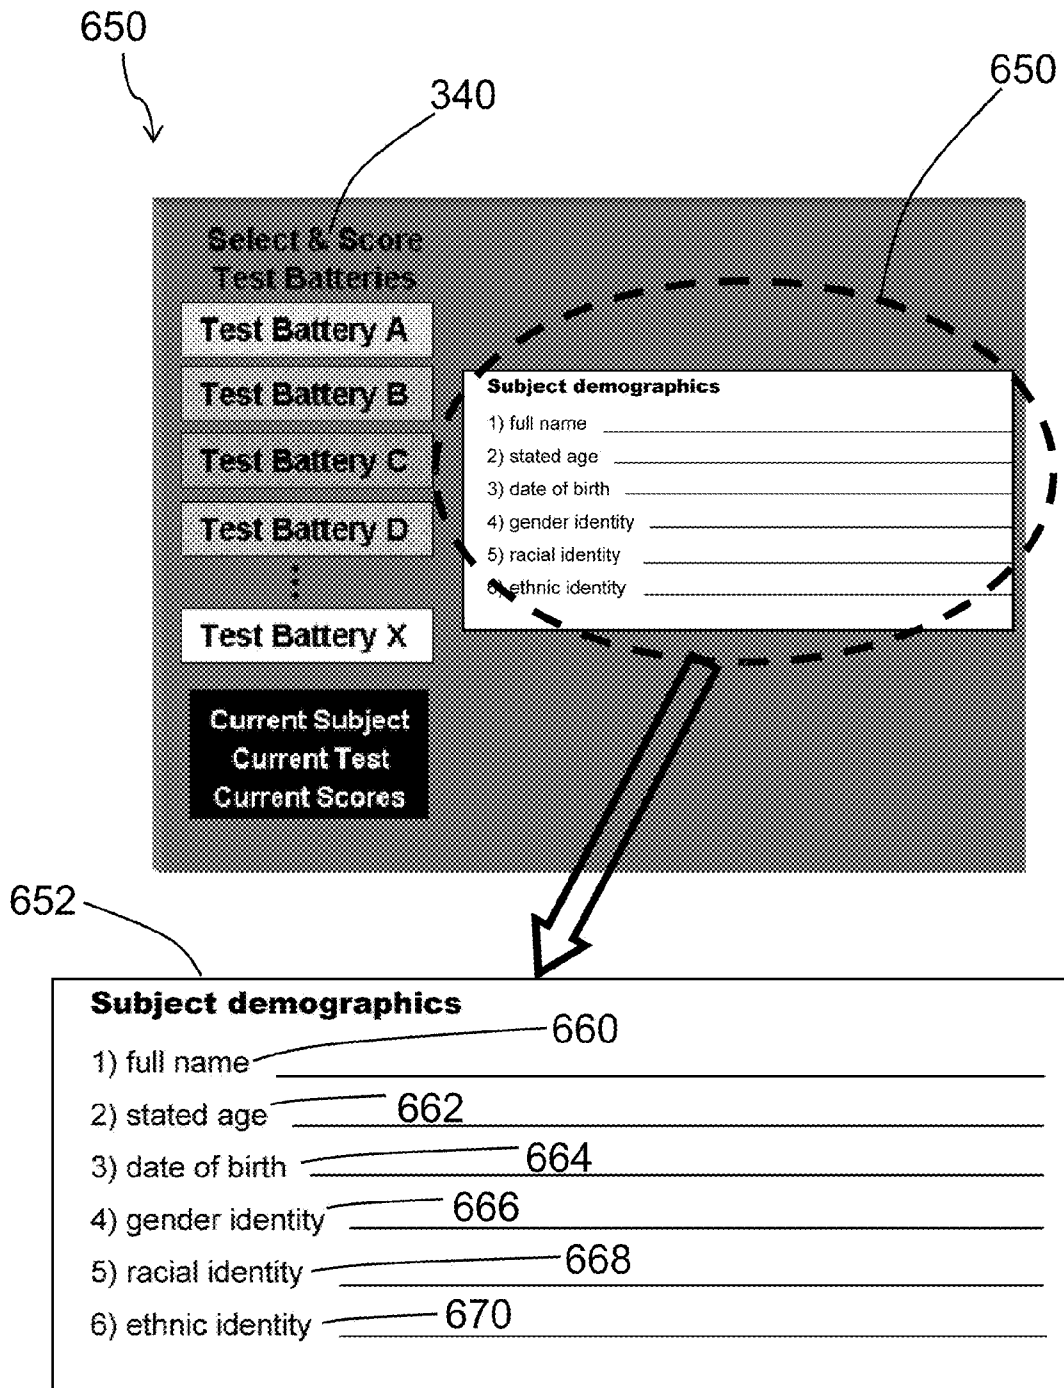 650
650
340
Select & Score
Test Batteries
Test Battery A
Test Battery B
Test Battery C
Test Battery D
Test Battery X
Current Subject
Current Test
Current Scores
Subject demographics
1) full name
2) stated age
3) date of birth
4) gender identity
5) racial identity
6) ethnic identity
652
Subject demographics
1) full name 660
2) stated age 662
3) date of birth 664
4) gender identity 666
5) racial identity 668
6) ethnic identity 670